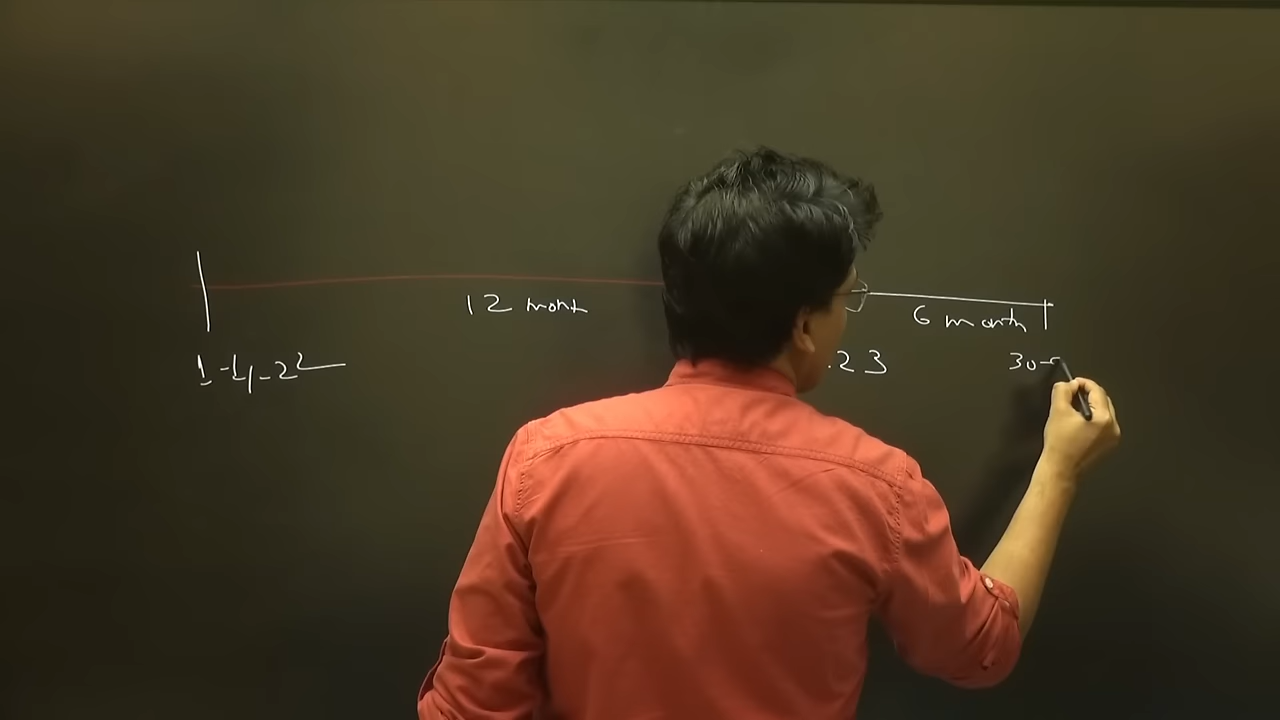 12 month
6 month
1-4-22
.23
30-